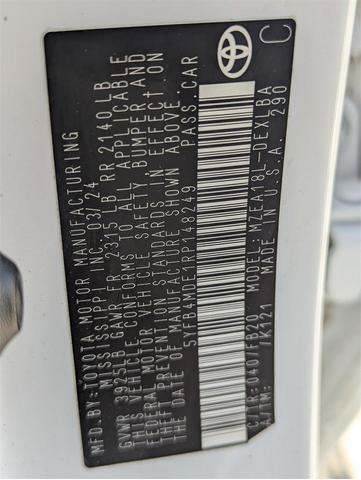 MFD.BY: TOYOTA MOTOR MANUFACTURING
MISSISSIPPI, INC. 03/24
GVWR 3925LB GAWR FR 2315LB RR 2140LB
THIS VEHICLE CONFORMS TO ALL APPLICABLE
FEDERAL MOTOR VEHICLE SAFETY, BUMPER AND
THEFT PREVENTION STANDARDS IN EFFECT ON
THE DATE OF MANUFACTURE SHOWN ABOVE.
5YFB4MDE1RP148249 PASS.CAR
C/TR:0407/FB20 MODEL:MZEA18L-DEXLBA
A/TM: /K121 MADE IN U.S.A. 290
C